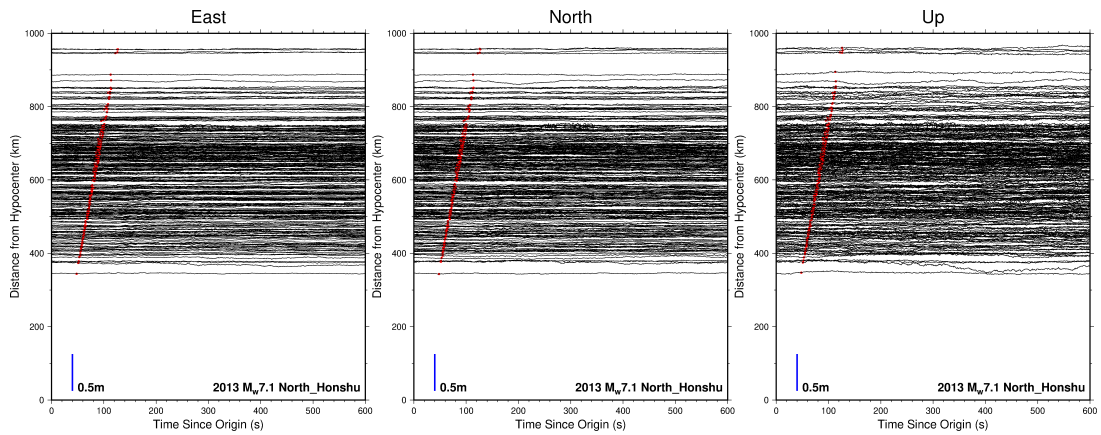 East
North
Up
Distance from Hypocenter (km)
1000
800
600
400
200
0
0.5m
2013 Mw7.1 North_Honshu
0 100 200 300 400 500 600
Time Since Origin (s)
Distance from Hypocenter (km)
1000
800
600
400
200
0
0.5m
2013 Mw7.1 North_Honshu
0 100 200 300 400 500 600
Time Since Origin (s)
Distance from Hypocenter (km)
1000
800
600
400
200
0
0.5m
2013 Mw7.1 North_Honshu
0 100 200 300 400 500 600
Time Since Origin (s)